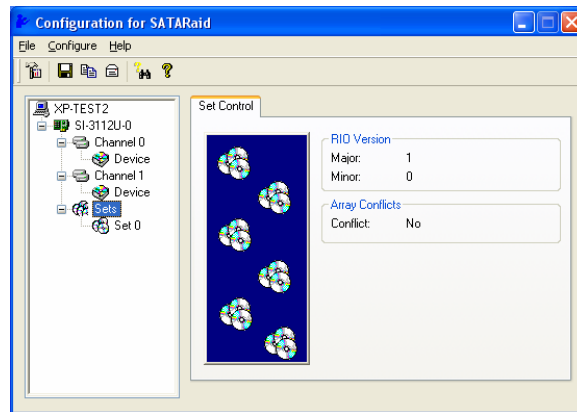 Configuration for SATARaid
File Configure Help
XP-TEST2
SI-3112U-0
Channel 0
Device
Channel 1
Device
Sets
Set 0
Set Control
RIO Version
Major: 1
Minor: 0
Array Conflicts
Conflict: No